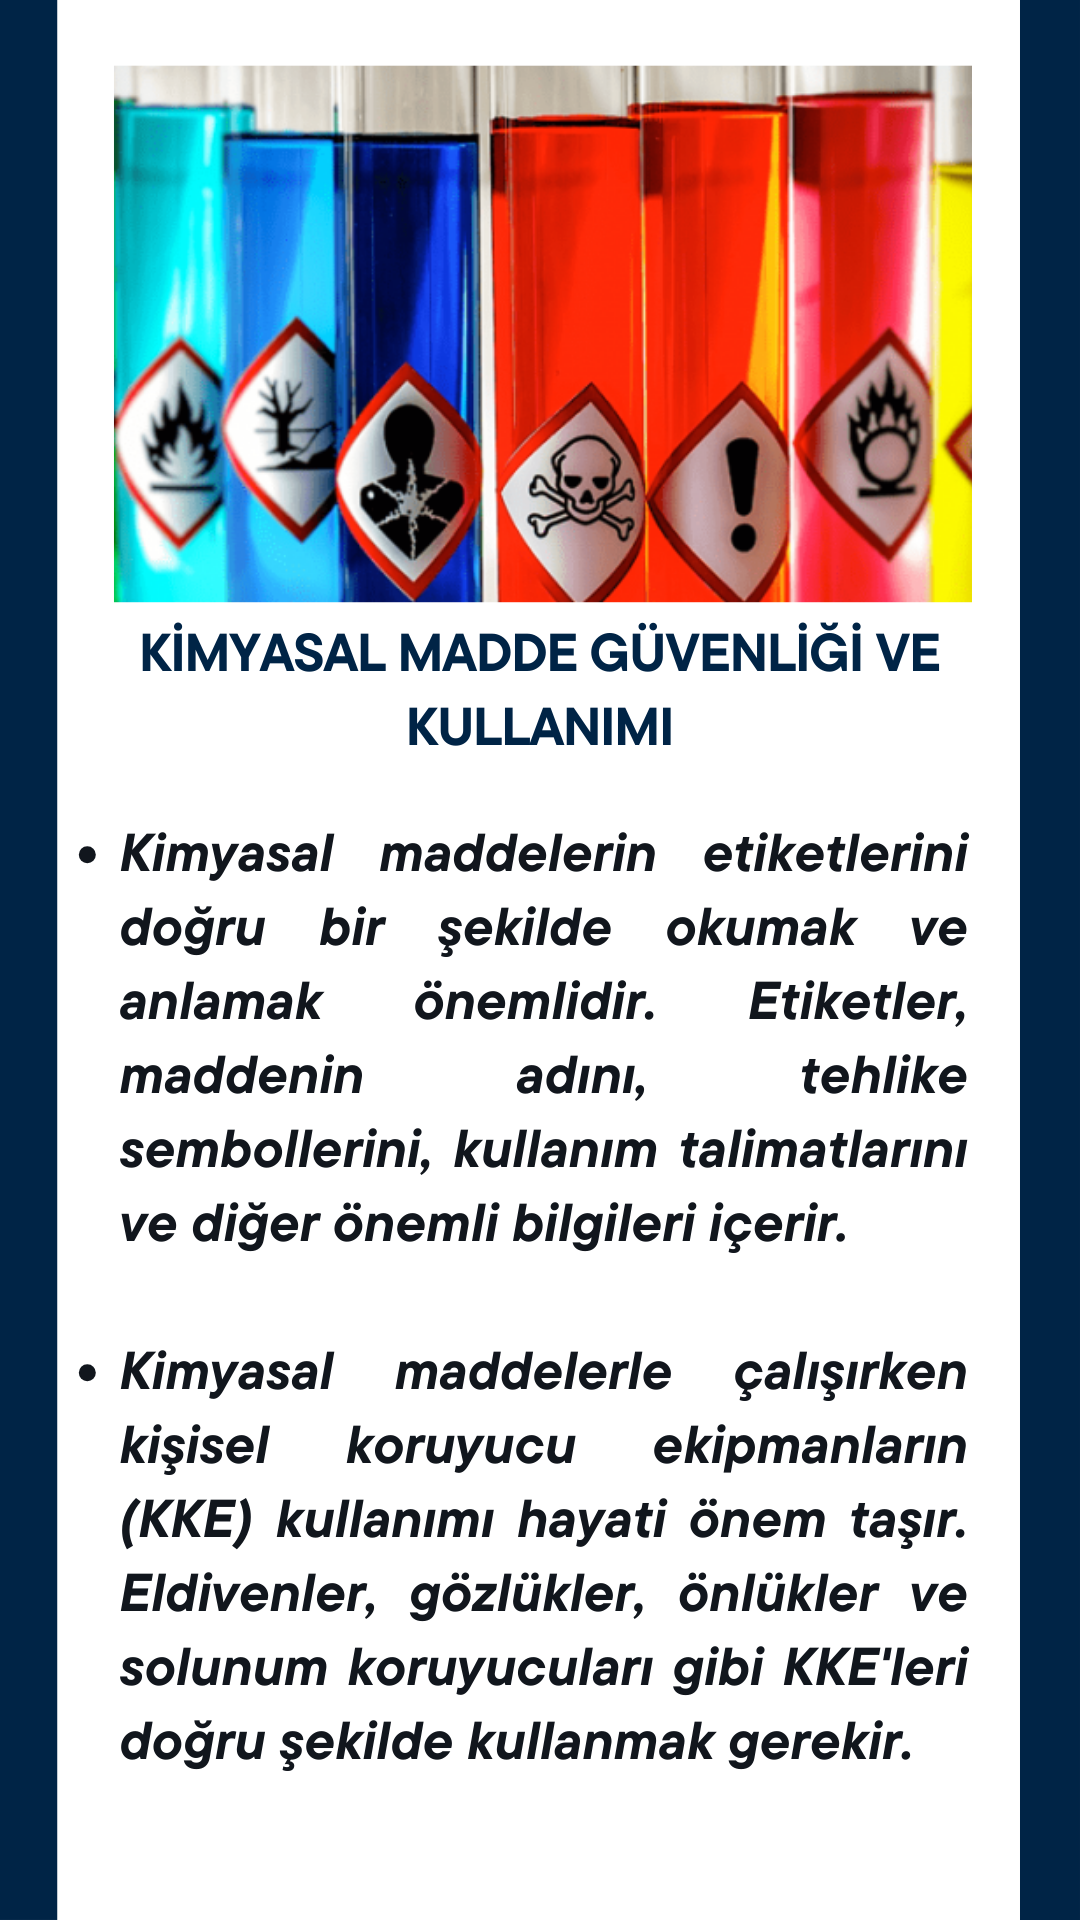 KİMYASAL MADDE GÜVENLİĞİ VE
KULLANIMI
• Kimyasal maddelerin etiketlerini
doğru bir şekilde okumak ve
anlamak önemlidir. Etiketler,
maddenin adını, tehlike
sembollerini, kullanım talimatlarını
ve diğer önemli bilgileri içerir.
• Kimyasal maddelerle çalışırken
kişisel koruyucu ekipmanların
(KKE) kullanımı hayati önem taşır.
Eldivenler, gözlükler, önlükler ve
solunum koruyucuları gibi KKE'leri
doğru şekilde kullanmak gerekir.